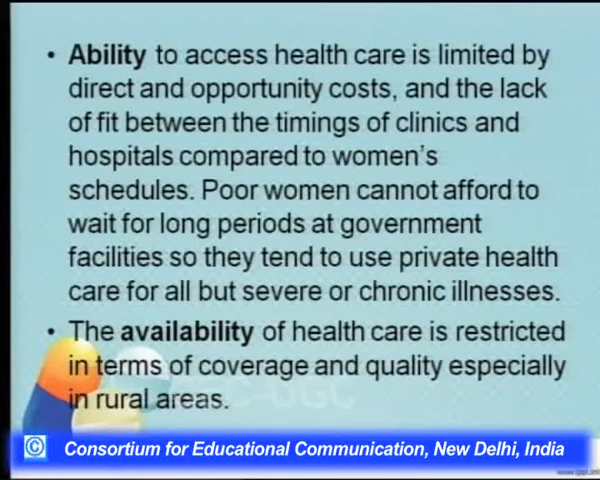 • Ability to access health care is limited by
direct and opportunity costs, and the lack
of fit between the timings of clinics and
hospitals compared to women's
schedules. Poor women cannot afford to
wait for long periods at government
facilities so they tend to use private health
care for all but severe or chronic illnesses.
• The availability of health care is restricted
in terms of coverage and quality especially
in rural areas.
© Consortium for Educational Communication, New Delhi, India